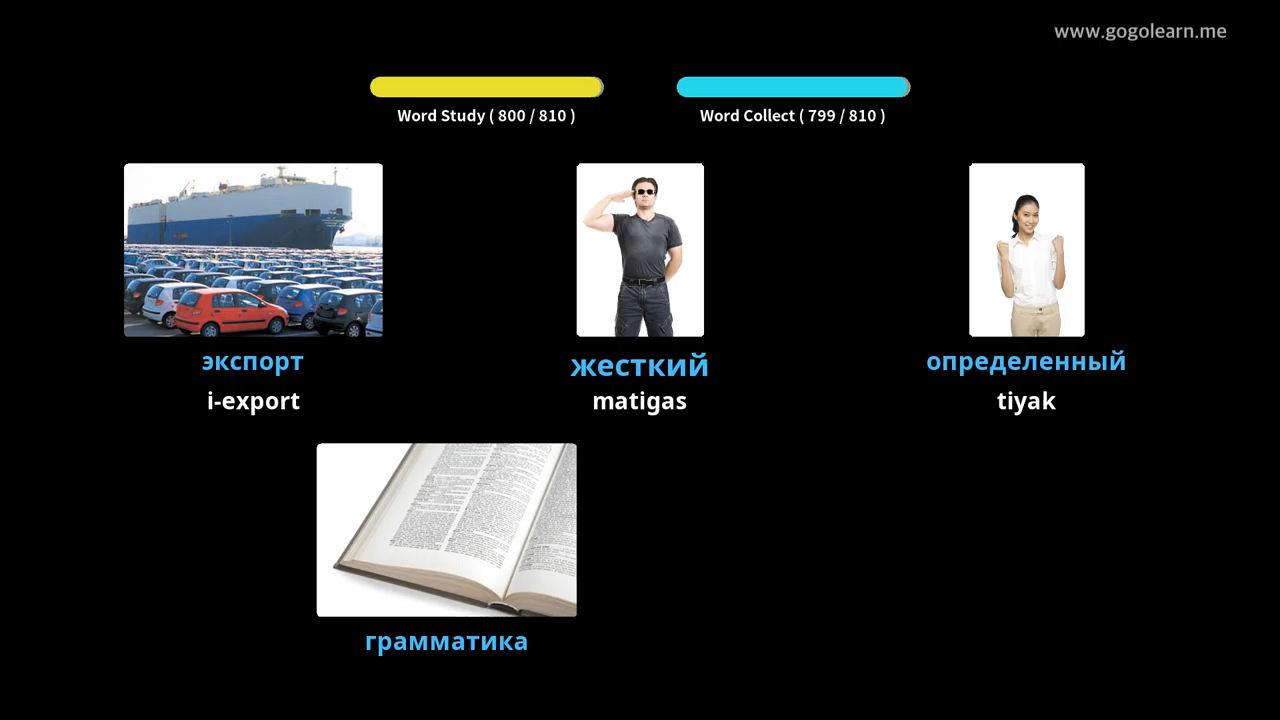 www.gogolearn.me
Word Study ( 800 / 810 )
Word Collect ( 799 / 810 )
экспорт
i-export
жесткий
matigas
определенный
tiyak
грамматика